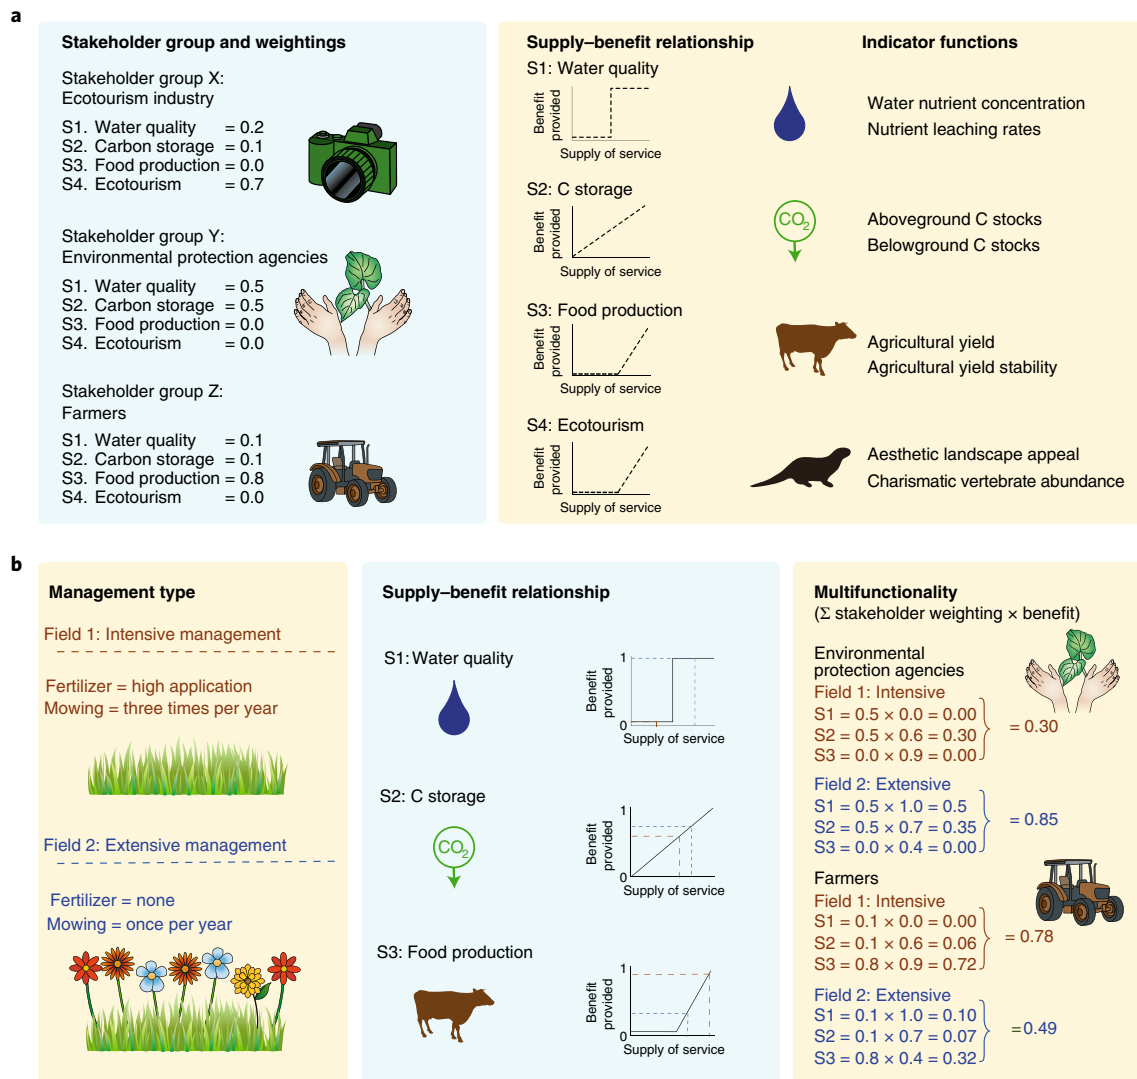 a
Stakeholder group and weightings
Stakeholder group X:
Ecotourism industry
S1. Water quality = 0.2
S2. Carbon storage = 0.1
S3. Food production = 0.0
S4. Ecotourism = 0.7
Stakeholder group Y:
Environmental protection agencies
S1. Water quality = 0.5
S2. Carbon storage = 0.5
S3. Food production = 0.0
S4. Ecotourism = 0.0
Stakeholder group Z:
Farmers
S1. Water quality = 0.1
S2. Carbon storage = 0.1
S3. Food production = 0.8
S4. Ecotourism = 0.0
Supply–benefit relationship
Indicator functions
S1: Water quality
Benefit
provided
Supply of service
Water nutrient concentration
Nutrient leaching rates
S2: C storage
Benefit
provided
Supply of service
CO2
Aboveground C stocks
Belowground C stocks
S3: Food production
Benefit
provided
Supply of service
Agricultural yield
Agricultural yield stability
S4: Ecotourism
Benefit
provided
Supply of service
Aesthetic landscape appeal
Charismatic vertebrate abundance
b
Management type
Field 1: Intensive management
Fertilizer = high application
Mowing = three times per year
Field 2: Extensive management
Fertilizer = none
Mowing = once per year
Supply–benefit relationship
S1: Water quality
1
Benefit
provided
0
Supply of service
S2: C storage
CO2
1
Benefit
provided
0
Supply of service
S3: Food production
1
Benefit
provided
0
Supply of service
Multifunctionality
(Σ stakeholder weighting × benefit)
Environmental
protection agencies
Field 1: Intensive
S1 = 0.5 × 0.0 = 0.00
S2 = 0.5 × 0.6 = 0.30
S3 = 0.0 × 0.9 = 0.00
= 0.30
Field 2: Extensive
S1 = 0.5 × 1.0 = 0.5
S2 = 0.5 × 0.7 = 0.35
S3 = 0.0 × 0.4 = 0.00
= 0.85
Farmers
Field 1: Intensive
S1 = 0.1 × 0.0 = 0.00
S2 = 0.1 × 0.6 = 0.06
S3 = 0.8 × 0.9 = 0.72
= 0.78
Field 2: Extensive
S1 = 0.1 × 1.0 = 0.10
S2 = 0.1 × 0.7 = 0.07
S3 = 0.8 × 0.4 = 0.32
=0.49